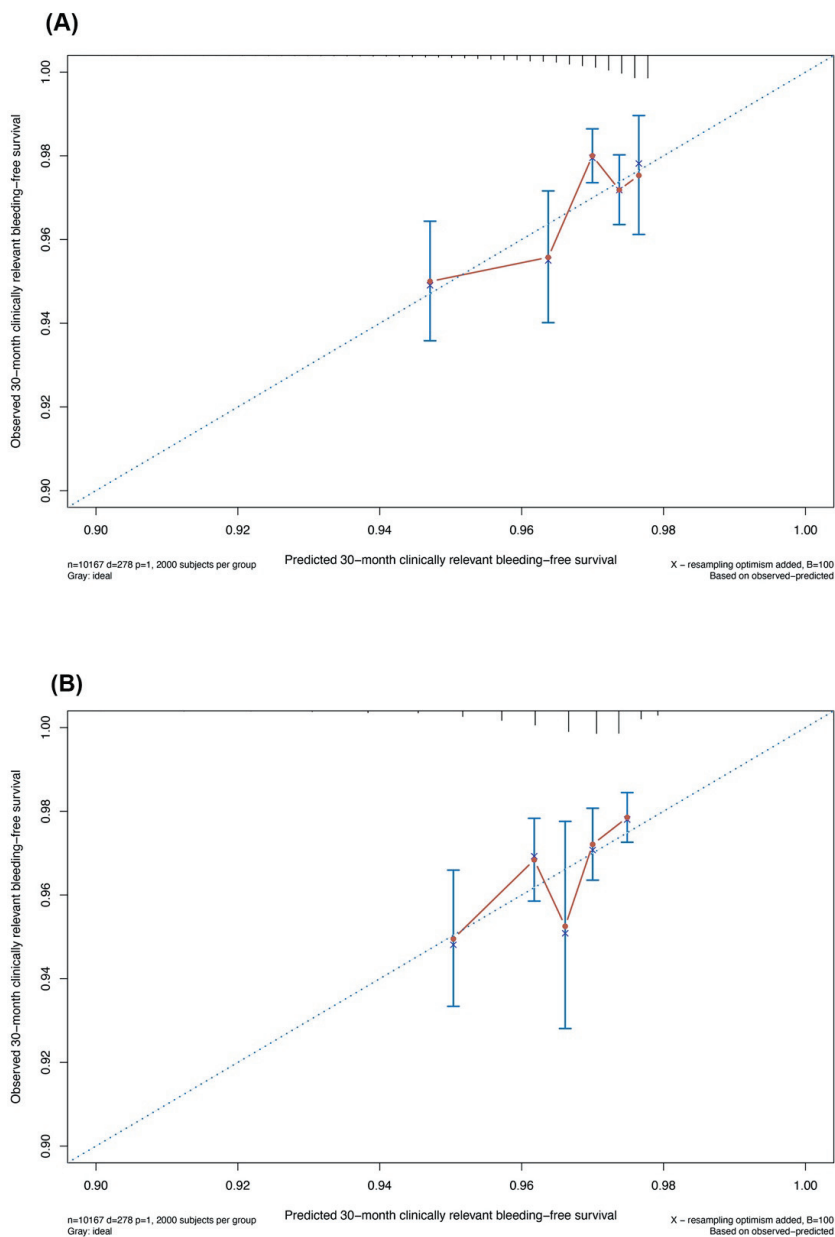 (A)
1.00
0.98
0.96
0.94
0.92
0.90
Observed 30−month clinically relevant bleeding−free survival
0.90 0.92 0.94 0.96 0.98 1.00
Predicted 30−month clinically relevant bleeding−free survival
n=10167 d=278 p=1, 2000 subjects per group
Gray: ideal
X − resampling optimism added, B=100
Based on observed−predicted
(B)
1.00
0.98
0.96
0.94
0.92
0.90
Observed 30−month clinically relevant bleeding−free survival
0.90 0.92 0.94 0.96 0.98 1.00
Predicted 30−month clinically relevant bleeding−free survival
n=10167 d=278 p=1, 2000 subjects per group
Gray: ideal
X − resampling optimism added, B=100
Based on observed−predicted